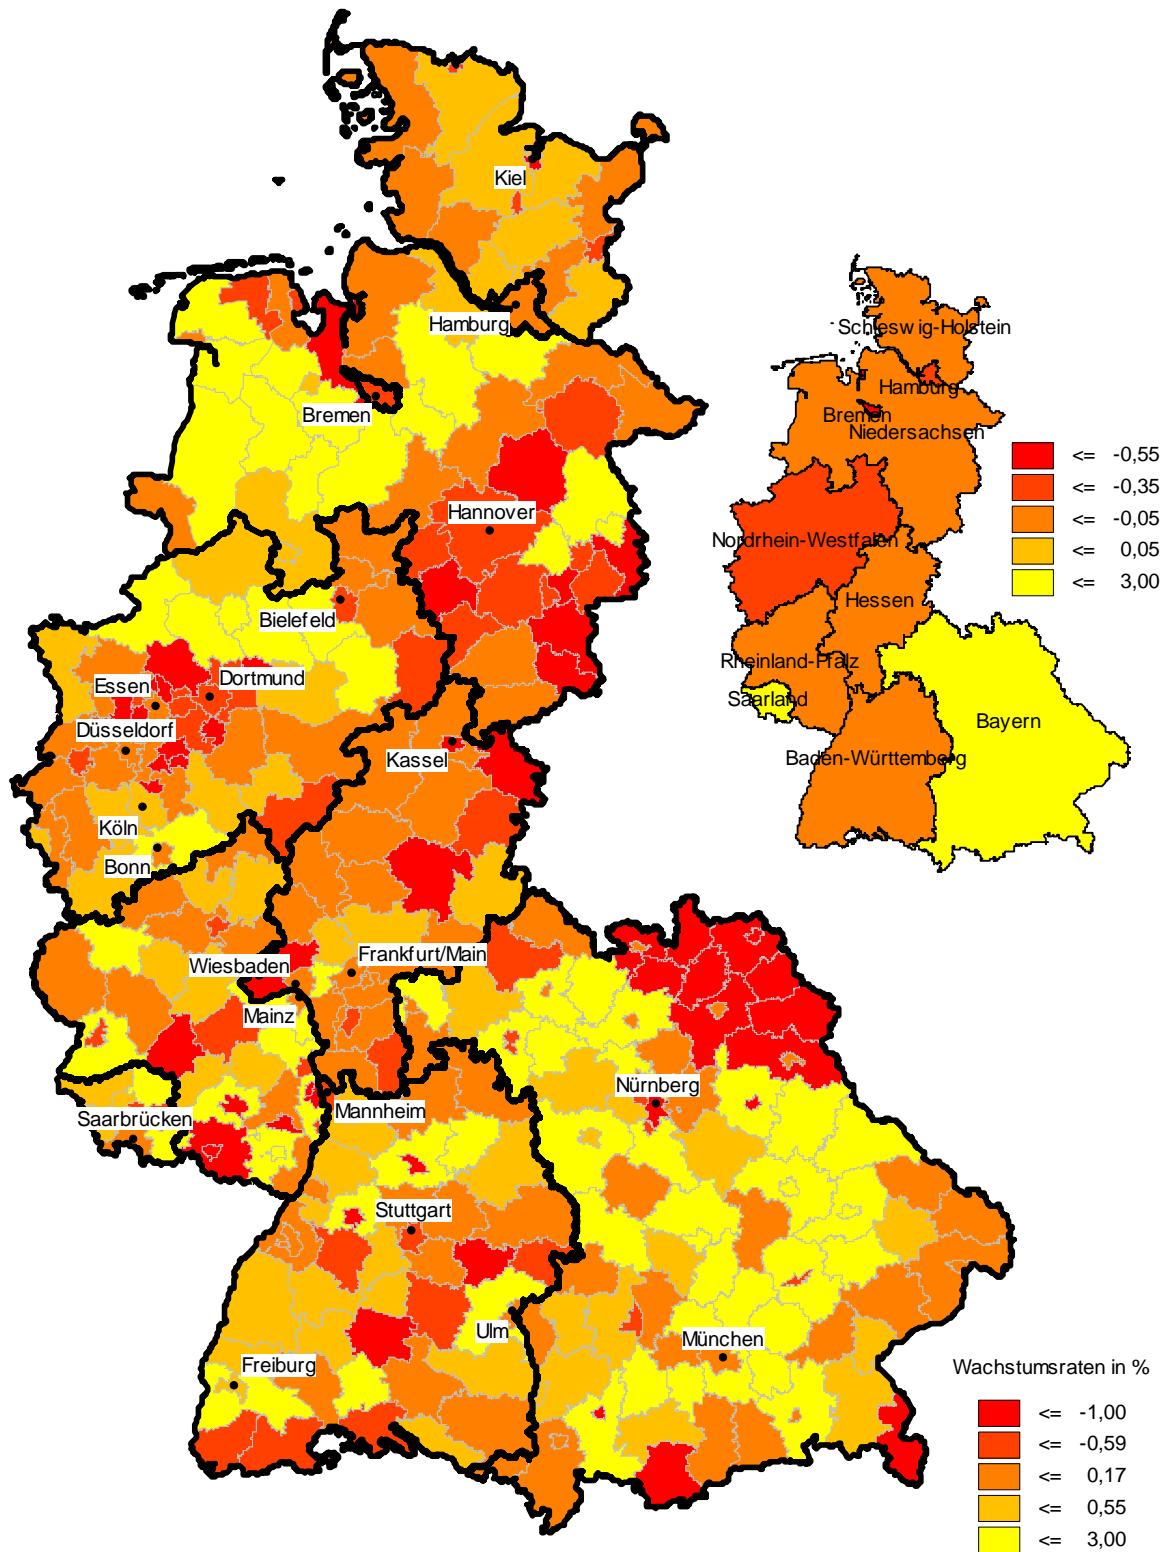 Kiel
Hamburg
Bremen
Hannover
Bielefeld
Dortmund
Essen
Düsseldorf
Kassel
Köln
Bonn
Frankfurt/Main
Wiesbaden
Mainz
Saarbrücken
Mannheim
Nürnberg
Stuttgart
Ulm
München
Freiburg
Schleswig-Holstein
Hamburg
Bremen
Niedersachsen
Nordrhein-Westfalen
Hessen
Rheinland-Pfalz
Saarland
Bayern
Baden-Württemberg
<= -0,55
<= -0,35
<= -0,05
<= 0,05
<= 3,00
Wachstumsraten in %
<= -1,00
<= -0,59
<= 0,17
<= 0,55
<= 3,00